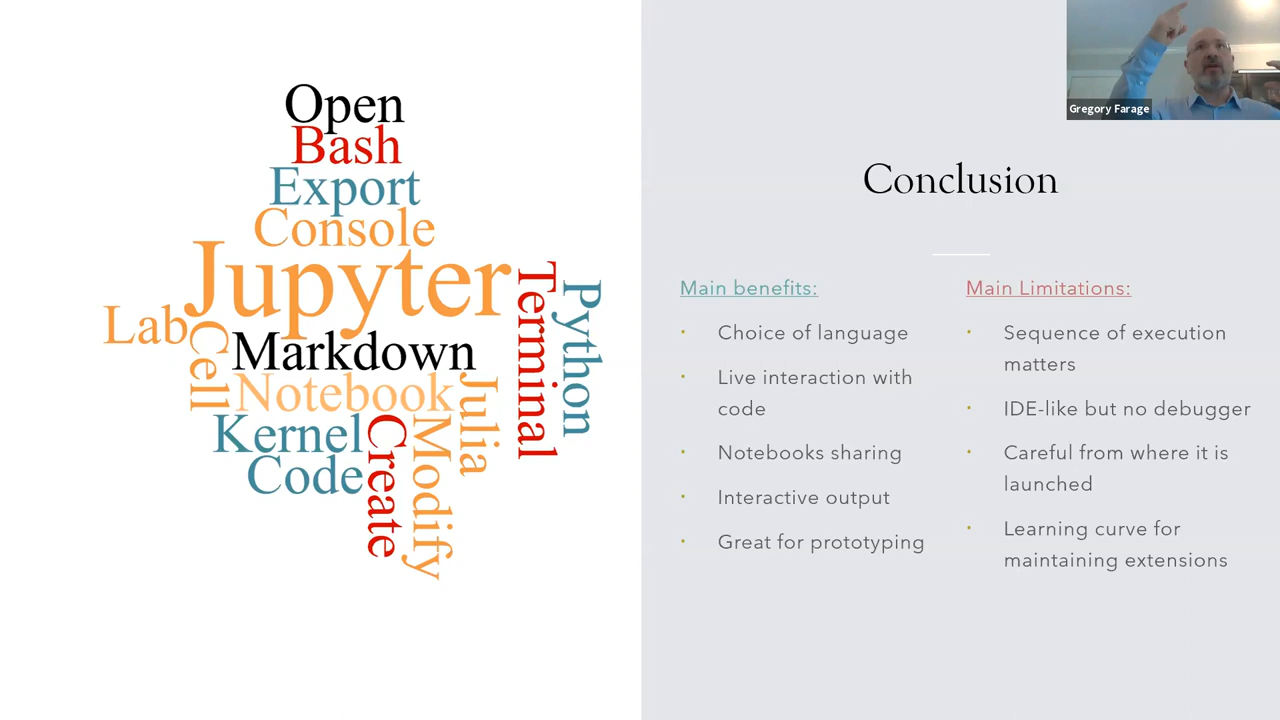 Open
Bash
Export
Console
Jupyter
Terminal
Python
Lab
Cell
Markdown
Notebook
Julia
Kernel
Create
Modify
Code
Gregory Farage
Conclusion
Main benefits:
· Choice of language
· Live interaction with
code
· Notebooks sharing
· Interactive output
· Great for prototyping
Main Limitations:
· Sequence of execution
matters
· IDE-like but no debugger
· Careful from where it is
launched
· Learning curve for
maintaining extensions